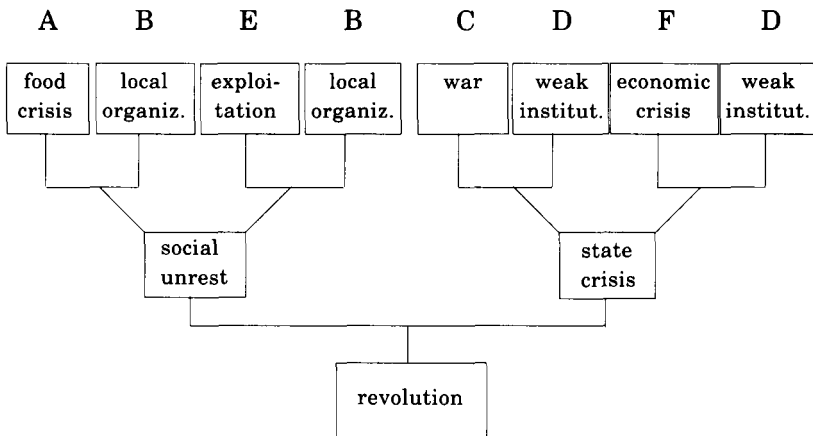 A B E B C D F D
food local exploi- local war weak economic weak
crisis organiz. tation organiz. institut. crisis institut.
social state
unrest crisis
revolution